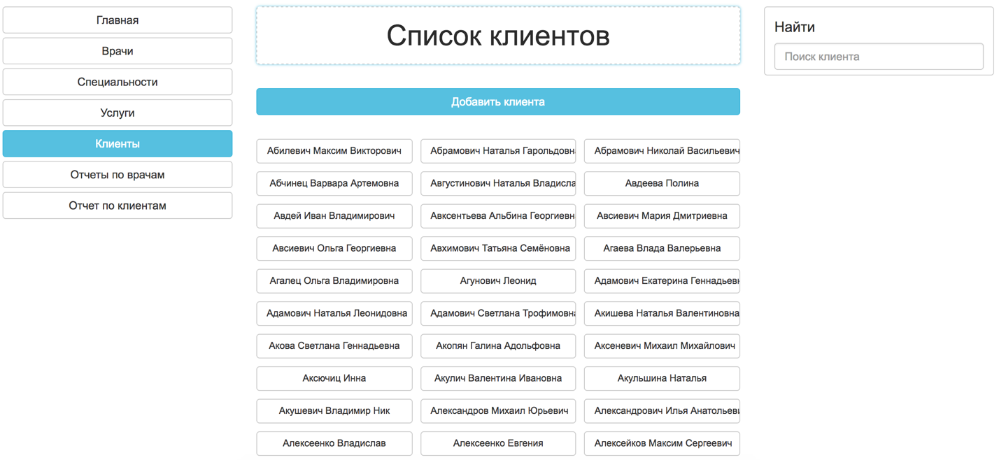 Главная
Врачи
Специальности
Услуги
Клиенты
Отчеты по врачам
Отчет по клиентам
Список клиентов
Добавить клиента
Абилевич Максим Викторович
Абрамович Наталья Гарольдовн
Абрамович Николай Васильевич
Абчинец Варвара Артемовна
Августинович Наталья Владисла
Авдеева Полина
Авдей Иван Владимирович
Авксентьева Альбина Георгиевн
Авсиевич Мария Дмитриевна
Авсиевич Ольга Георгиевна
Авхимович Татьяна Семёновна
Агаева Влада Валерьевна
Агалец Ольга Владимировна
Агунович Леонид
Адамович Екатерина Геннадьевн
Адамович Наталья Леонидовна
Адамович Светлана Трофимовна
Акишева Наталья Валентиновна
Акова Светлана Геннадьевна
Акопян Галина Адольфовна
Аксеневич Михаил Михайлович
Аксючиц Инна
Акулич Валентина Ивановна
Акульшина Наталья
Акушевич Владимир Ник
Александров Михаил Юрьевич
Александрович Илья Анатольеви
Алексеенко Владислав
Алексеенко Евгения
Алексейков Максим Сергеевич
Найти
Поиск клиента